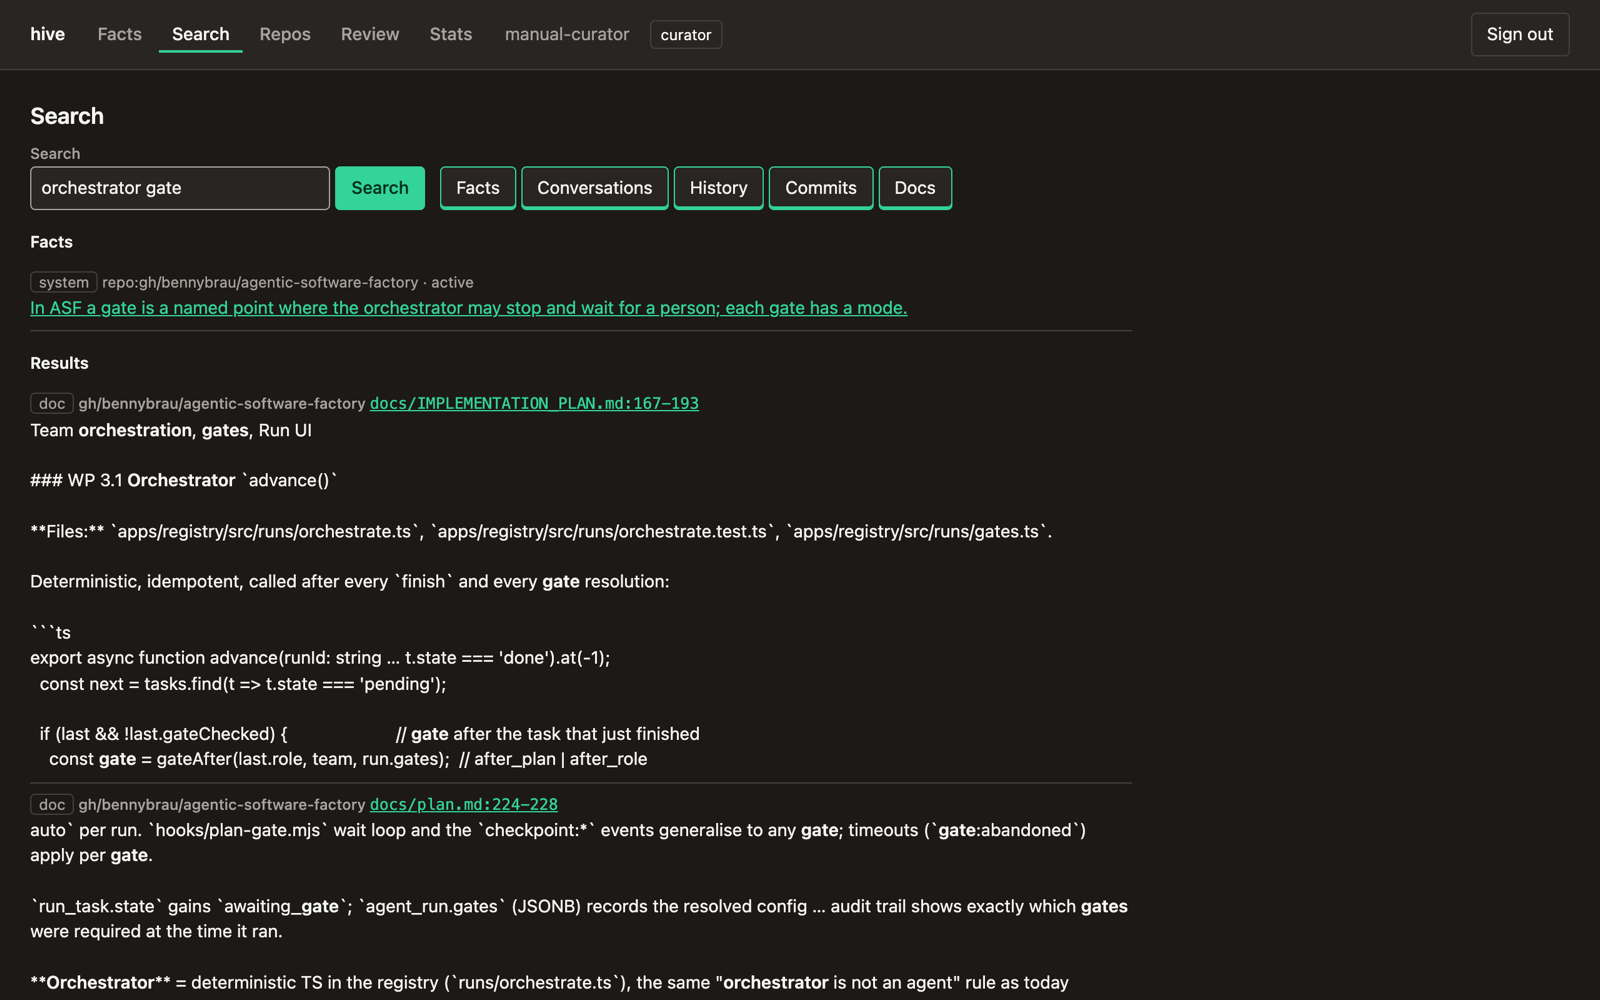 hive Facts Search Repos Review Stats manual-curator curator Sign out
Search
Search
orchestrator gate Search Facts Conversations History Commits Docs
Facts
system repo:gh/bennybrau/agentic-software-factory · active
In ASF a gate is a named point where the orchestrator may stop and wait for a person; each gate has a mode.
Results
doc gh/bennybrau/agentic-software-factory docs/IMPLEMENTATION_PLAN.md:167–193
Team orchestration, gates, Run UI
### WP 3.1 Orchestrator `advance()`
**Files:** `apps/registry/src/runs/orchestrate.ts`, `apps/registry/src/runs/orchestrate.test.ts`, `apps/registry/src/runs/gates.ts`.
Deterministic, idempotent, called after every `finish` and every gate resolution:
```ts
export async function advance(runId: string ... t.state === 'done').at(-1);
const next = tasks.find(t => t.state === 'pending');
if (last && !last.gateChecked) { // gate after the task that just finished
const gate = gateAfter(last.role, team, run.gates); // after_plan | after_role
doc gh/bennybrau/agentic-software-factory docs/plan.md:224–228
auto` per run. `hooks/plan-gate.mjs` wait loop and the `checkpoint:*` events generalise to any gate; timeouts (`gate:abandoned`)
apply per gate.
`run_task.state` gains `awaiting_gate`; `agent_run.gates` (JSONB) records the resolved config ... audit trail shows exactly which gates
were required at the time it ran.
**Orchestrator** = deterministic TS in the registry (`runs/orchestrate.ts`), the same "orchestrator is not an agent" rule as today